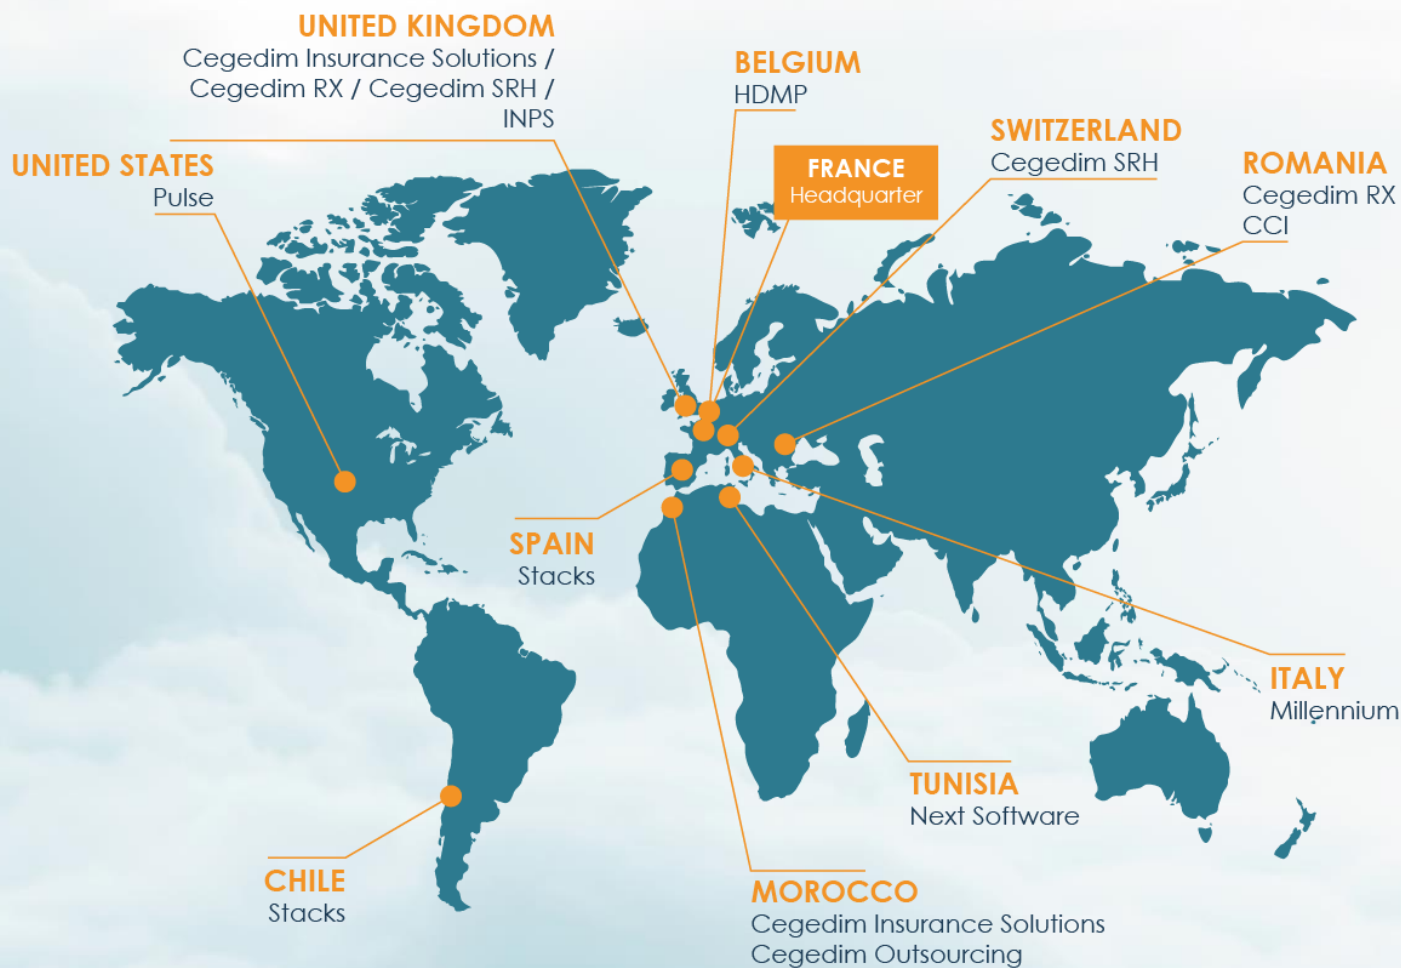 UNITED KINGDOM
Cegedim Insurance Solutions /
Cegedim RX / Cegedim SRH /
INPS
BELGIUM
HDMP
SWITZERLAND
Cegedim SRH
UNITED STATES
Pulse
FRANCE
Headquarter
ROMANIA
Cegedim RX
CCI
SPAIN
Stacks
ITALY
Millennium
TUNISIA
Next Software
CHILE
Stacks
MOROCCO
Cegedim Insurance Solutions
Cegedim Outsourcing